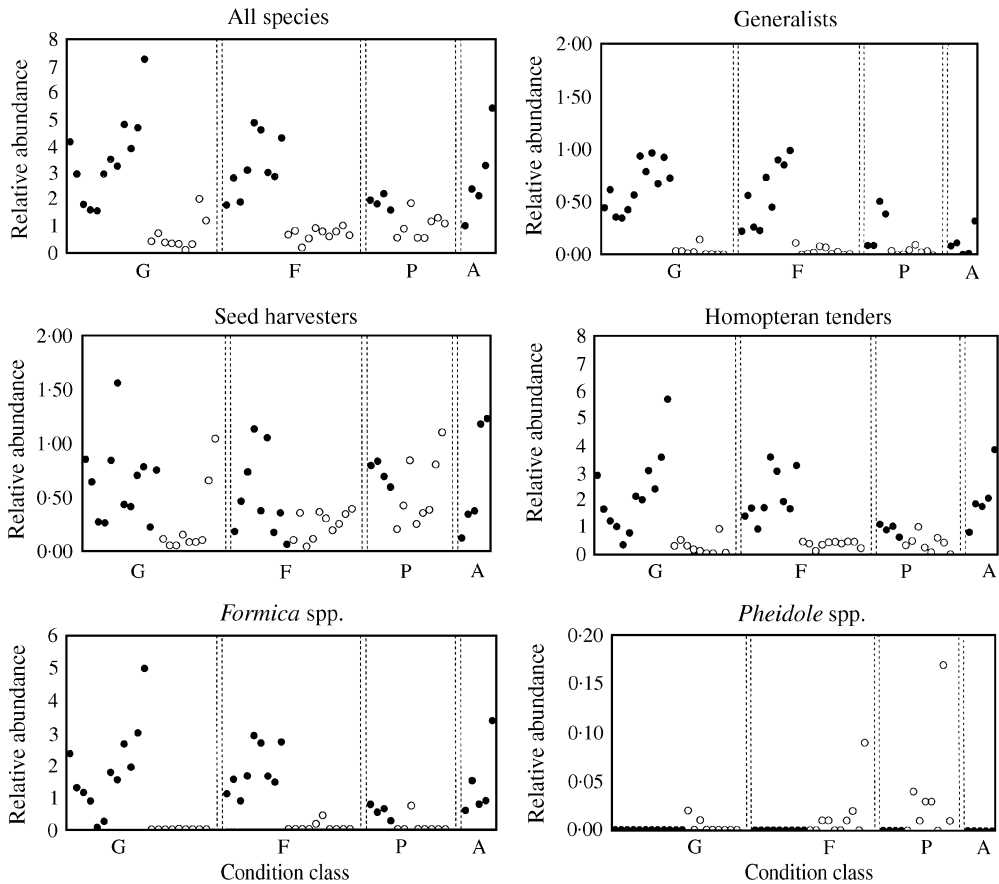 All species
Relative abundance
8
7
6
5
4
3
2
1
0
G F P A
Generalists
Relative abundance
2·00
1·50
1·00
0·50
0·00
G F P A
Seed harvesters
Relative abundance
2·00
1·50
1·00
0·50
0·00
G F P A
Homopteran tenders
Relative abundance
8
7
6
5
4
3
2
1
0
G F P A
Formica spp.
Relative abundance
6
5
4
3
2
1
0
G F P A
Condition class
Pheidole spp.
Relative abundance
0·20
0·15
0·10
0·05
0·00
G F P A
Condition class